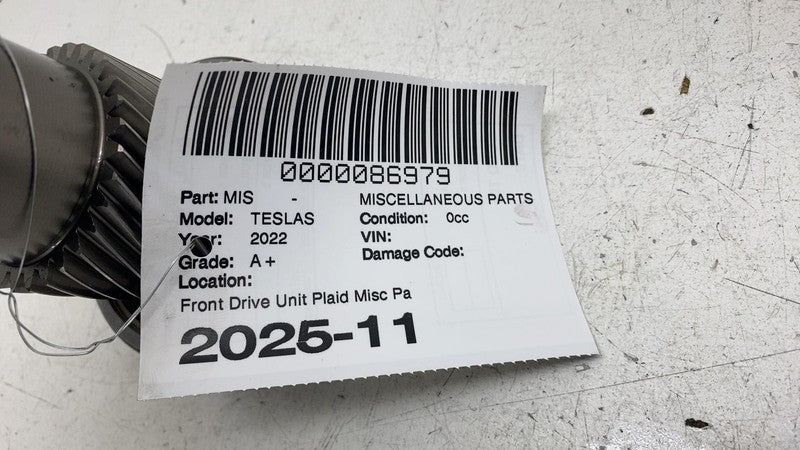 0000086979
Part: MIS - MISCELLANEOUS PARTS
Model: TESLAS Condition: 0cc
Year: 2022 VIN:
Grade: A+ Damage Code:
Location:
Front Drive Unit Plaid Misc Pa
2025-11